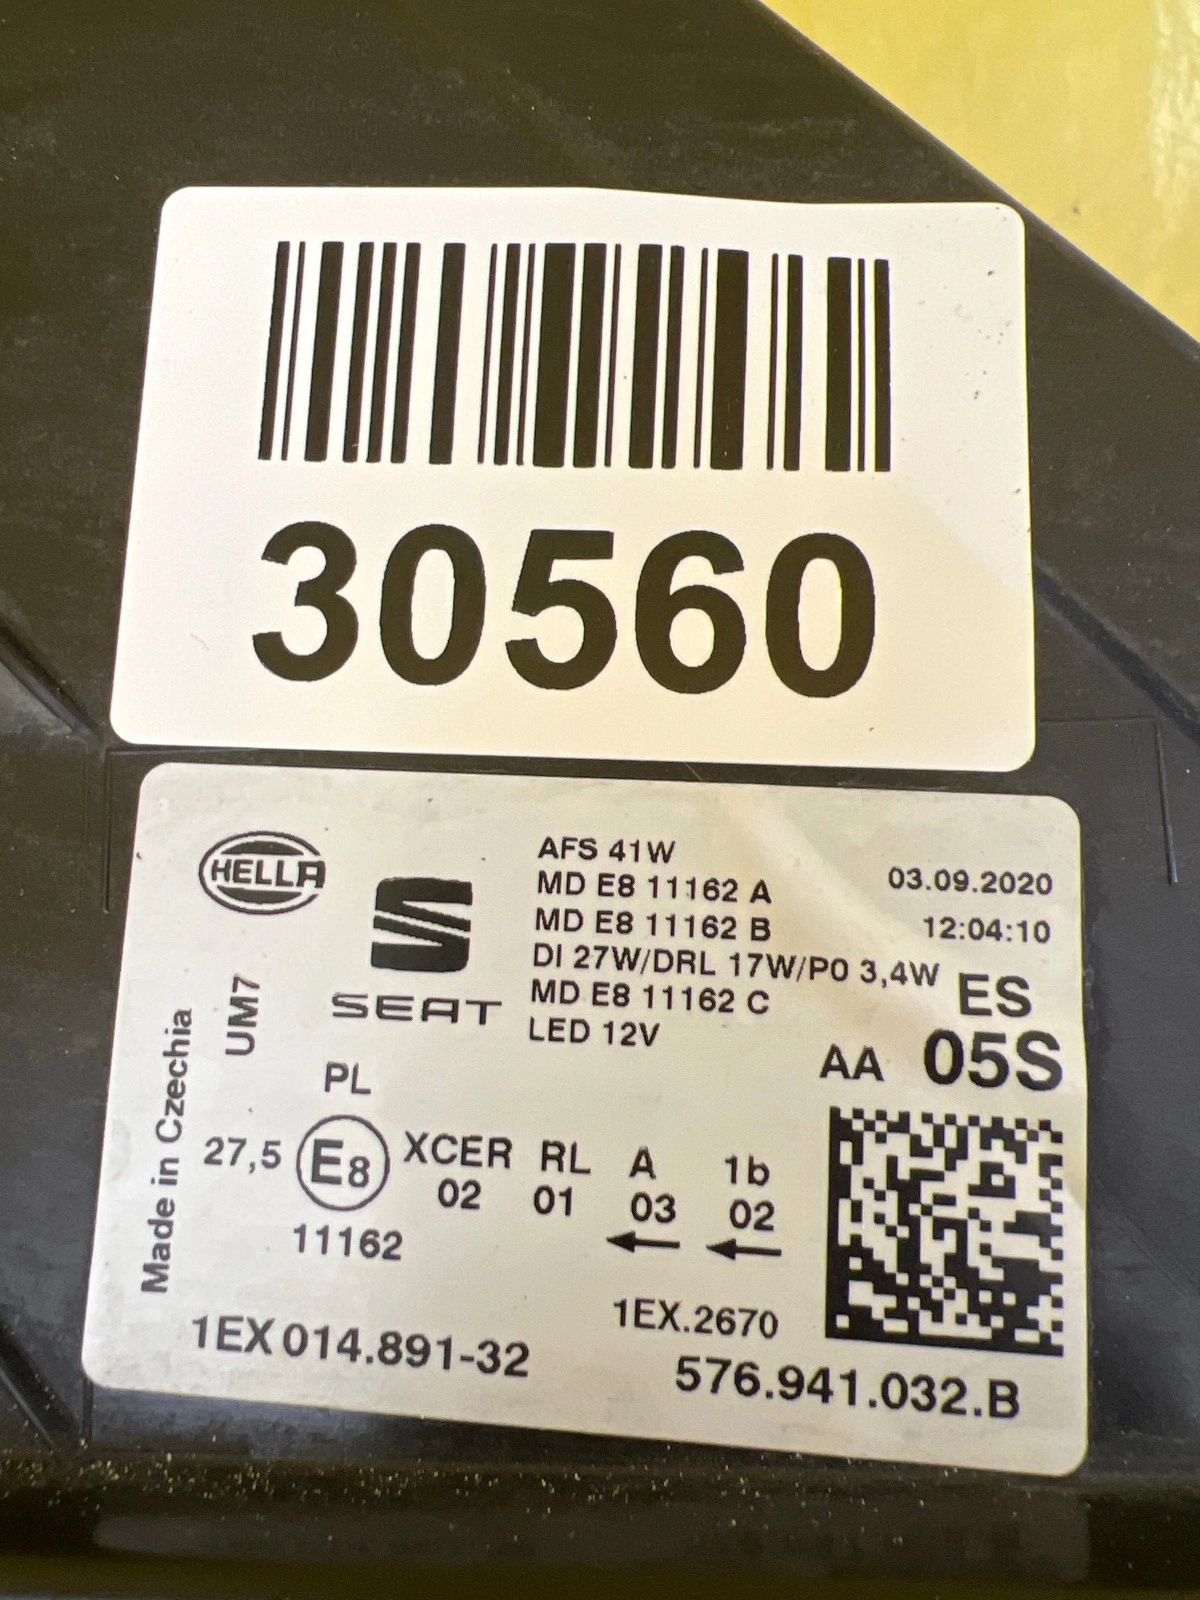 30560
HELLA
SEAT
AFS 41W
MD E8 11162 A
MD E8 11162 B
DI 27W/DRL 17W/PO 3,4W
MD E8 11162 C
LED 12V
03.09.2020
12:04:10
ES
AA 05S
Made in Czechia
UM7
PL
27,5 E8 XCER RL A 1b
02 01 03 02
11162
1EX.2670
1EX 014.891-32
576.941.032.B